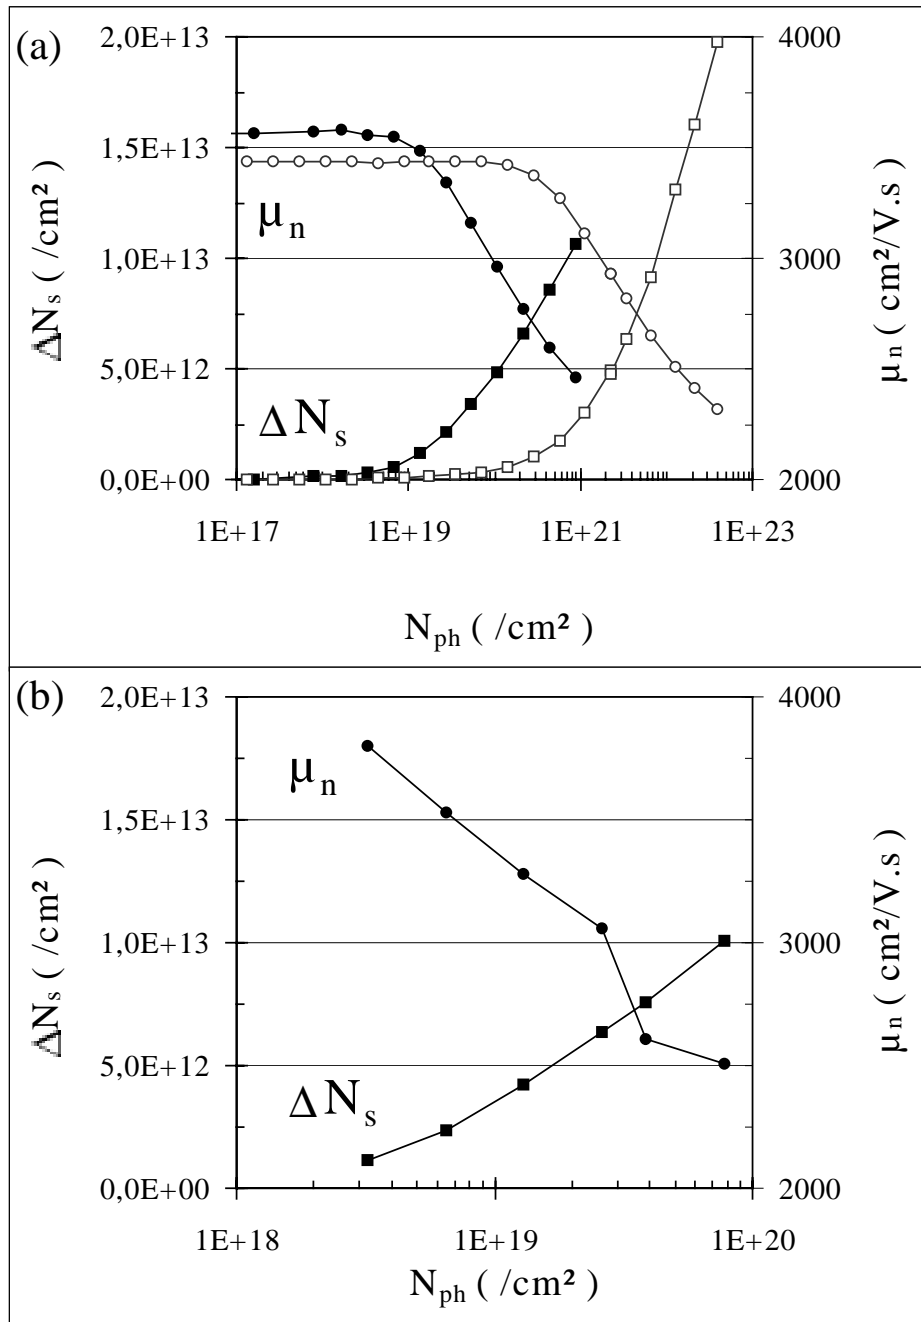 (a)
2,0E+13
4000
1,5E+13
μn
1,0E+13
3000
5,0E+12
ΔNs
0,0E+00
2000
ΔNs ( /cm²)
μn ( cm²/V.s)
1E+17 1E+19 1E+21 1E+23
Nph ( /cm²)
(b)
2,0E+13
4000
μn
1,5E+13
1,0E+13
3000
5,0E+12
ΔNs
0,0E+00
2000
ΔNs ( /cm²)
μn ( cm²/V.s)
1E+18 1E+19 1E+20
Nph ( /cm²)